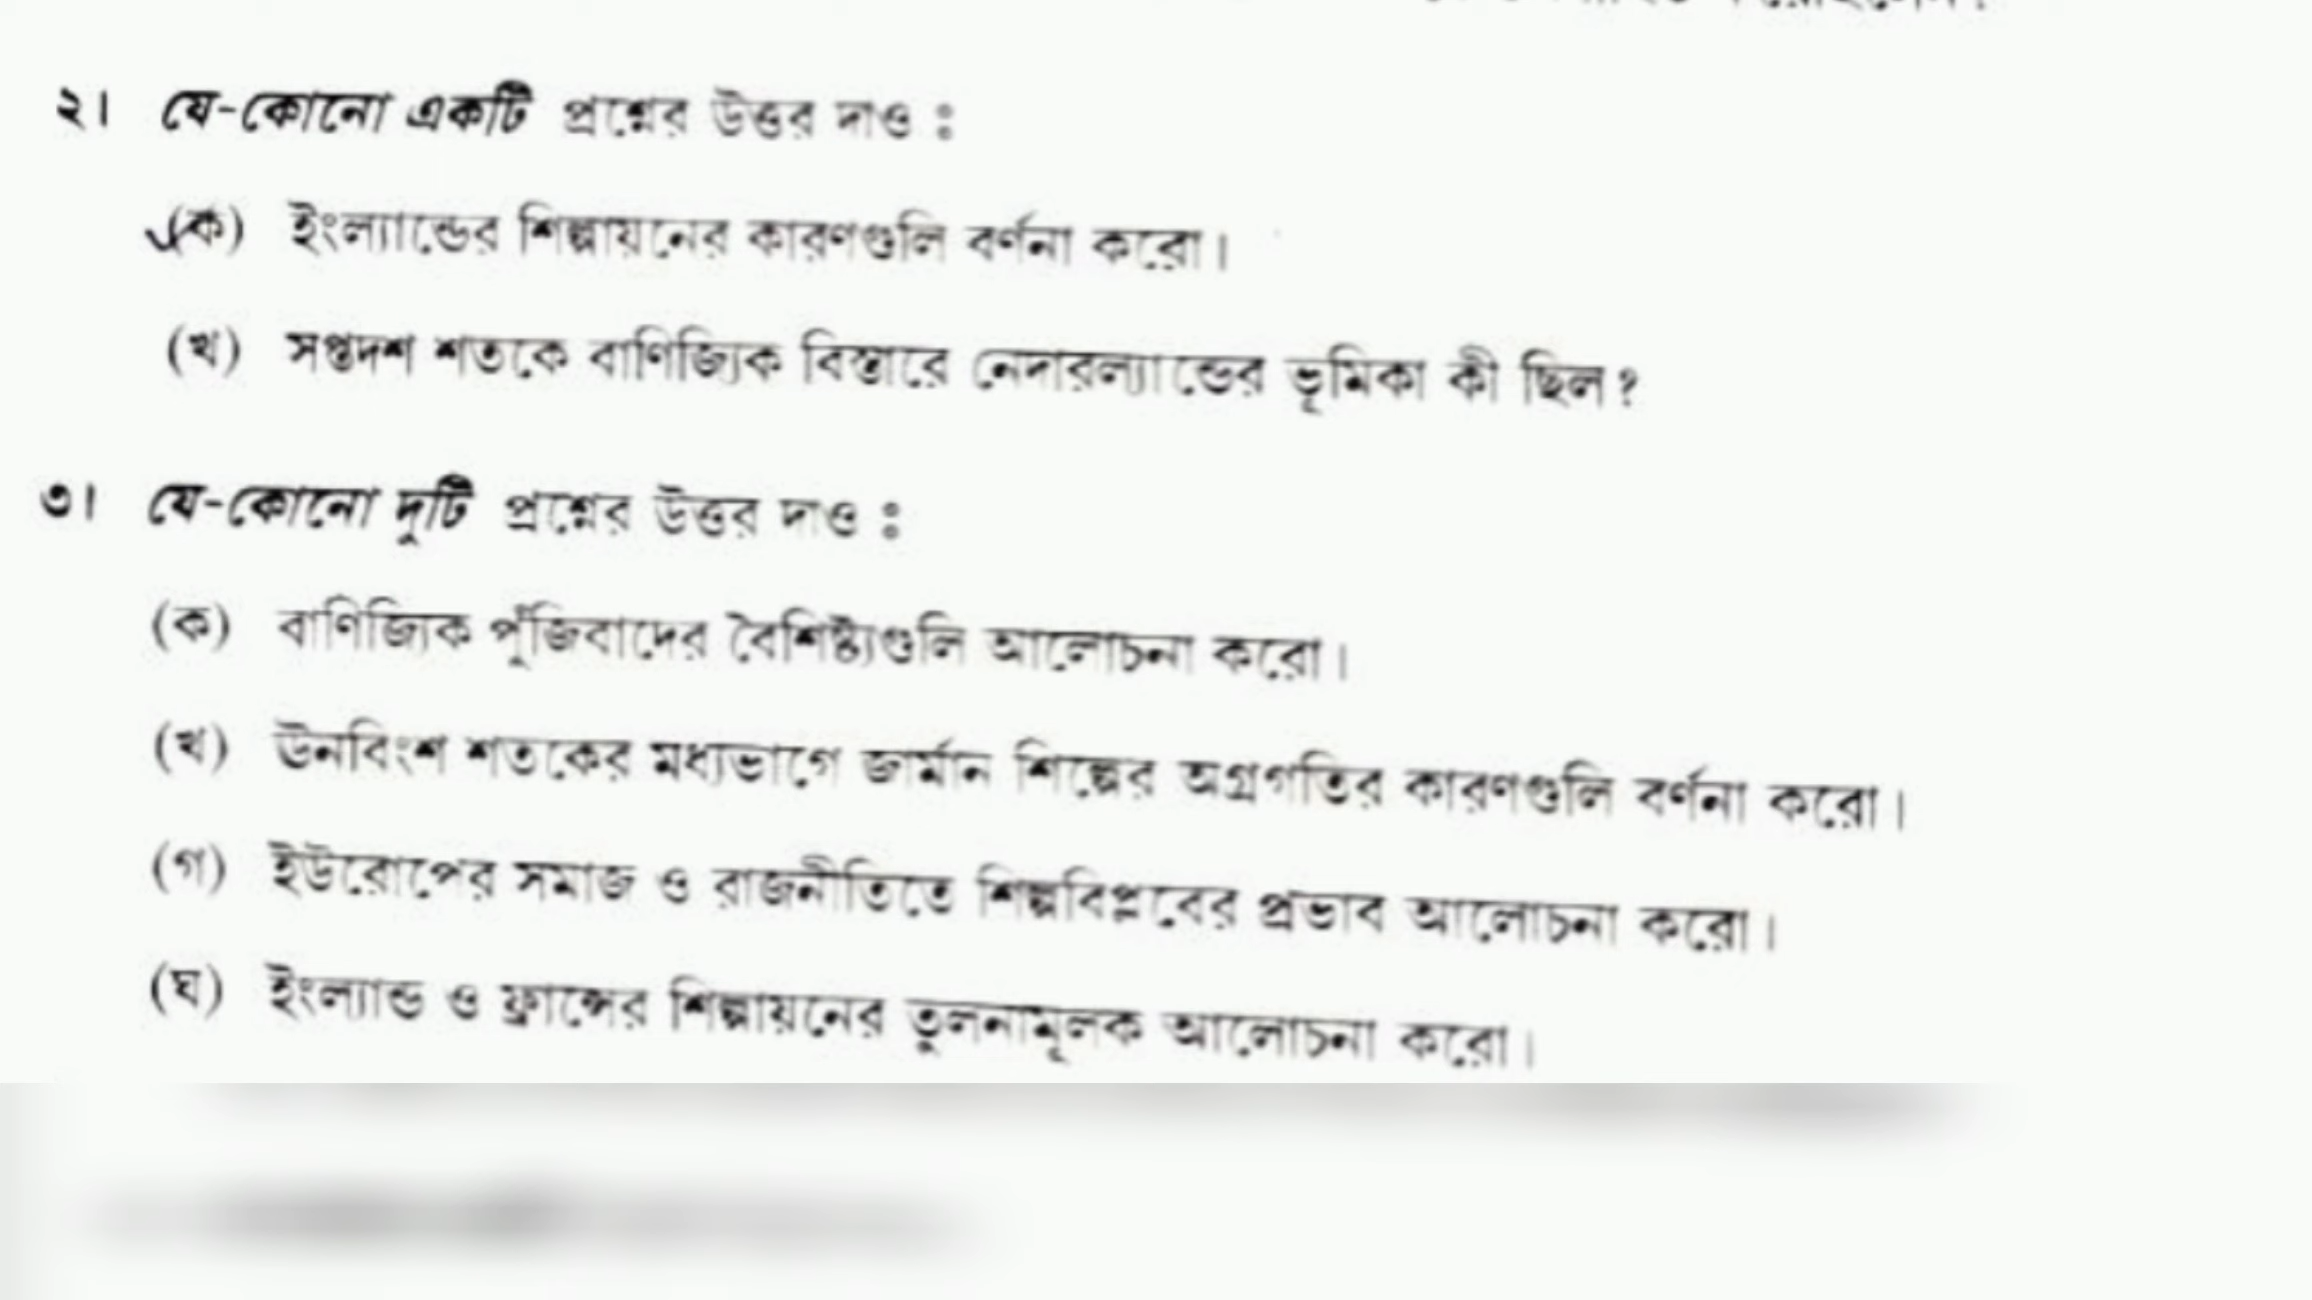 ২। যে-কোনো একটি প্রশ্নের উত্তর দাও :
(ক) ইংল্যান্ডের শিল্পায়নের কারণগুলি বর্ণনা করো।
(খ) সপ্তদশ শতকে বাণিজ্যিক বিস্তারে নেদারল্যান্ডের ভূমিকা কী ছিল?
৩। যে-কোনো দুটি প্রশ্নের উত্তর দাও :
(ক) বাণিজ্যিক পুঁজিবাদের বৈশিষ্ট্যগুলি আলোচনা করো।
(খ) ঊনবিংশ শতকের মধ্যভাগে জার্মান শিল্পের অগ্রগতির কারণগুলি বর্ণনা করো।
(গ) ইউরোপের সমাজ ও রাজনীতিতে শিল্পবিপ্লবের প্রভাব আলোচনা করো।
(ঘ) ইংল্যান্ড ও ফ্রান্সের শিল্পায়নের তুলনামূলক আলোচনা করো।